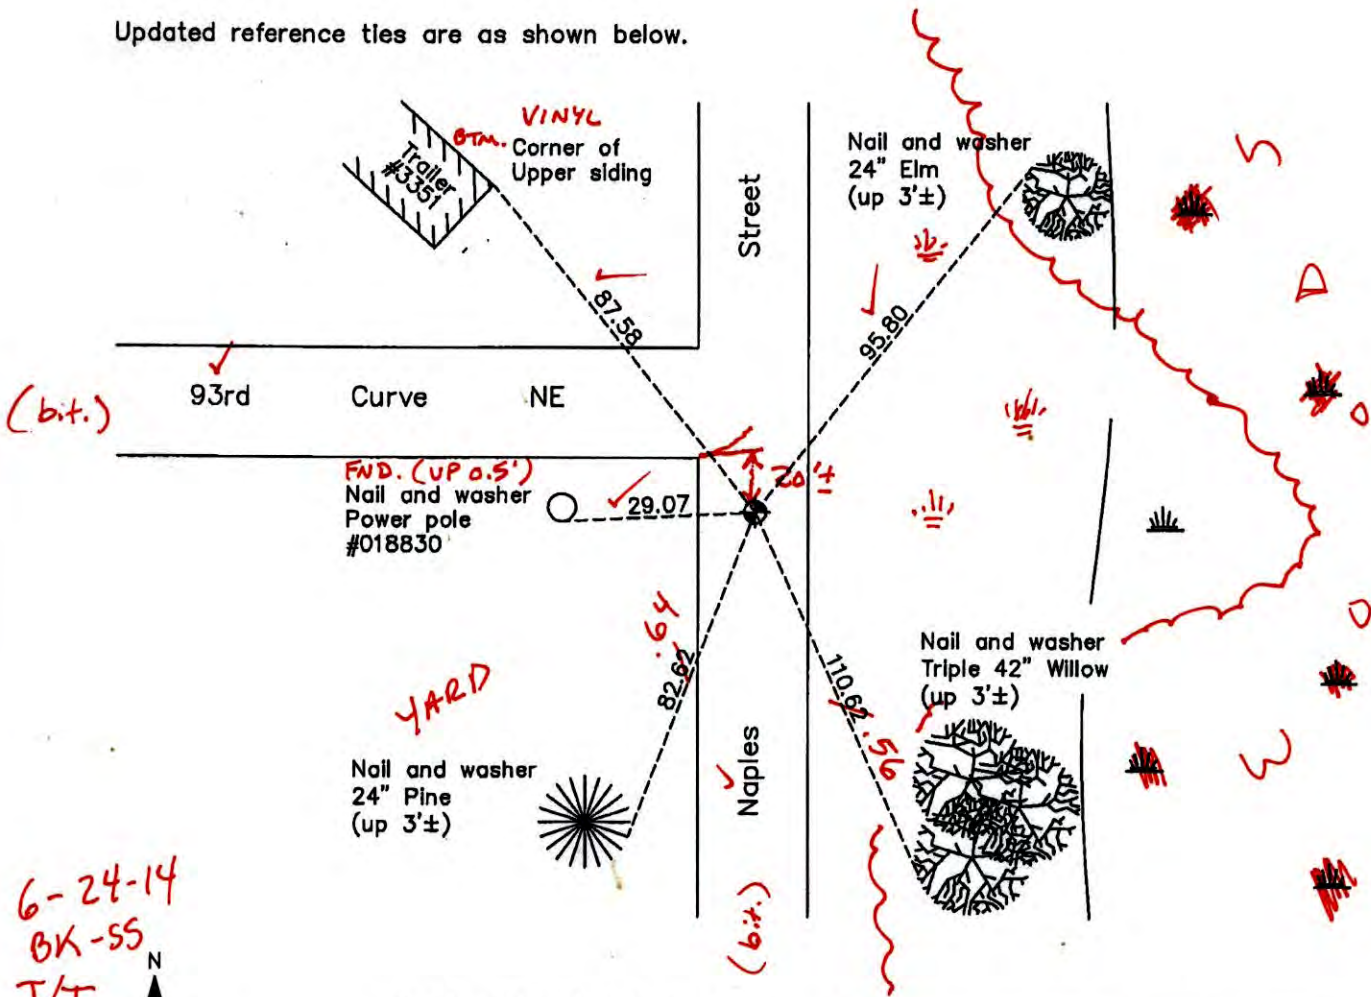 Updated reference ties are as shown below.
VINYL
BTM. Corner of
Upper siding
Trailer
#3351
Nail and washer
24" Elm
(up 3'±)
Street
87.58
95.80
(bit.)
93rd Curve NE
20'±
FND. (UP 0.5')
Nail and washer
Power pole
#018830
29.07
.64
82.62
110.62
.56
Nail and washer
Triple 42" Willow
(up 3'±)
YARD
Naples
Nail and washer
24" Pine
(up 3'±)
(bit.)
W
O
O
D
S
6-24-14
BK-SS
T/T
N